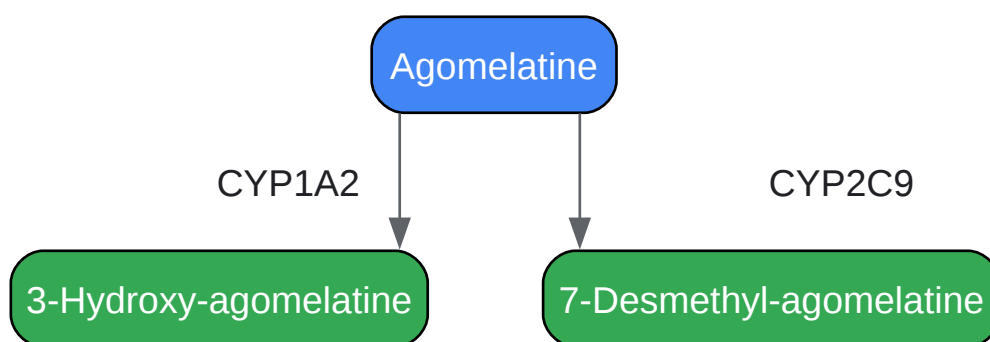 Agomelatine
CYP1A2
CYP2C9
3-Hydroxy-agomelatine
7-Desmethyl-agomelatine